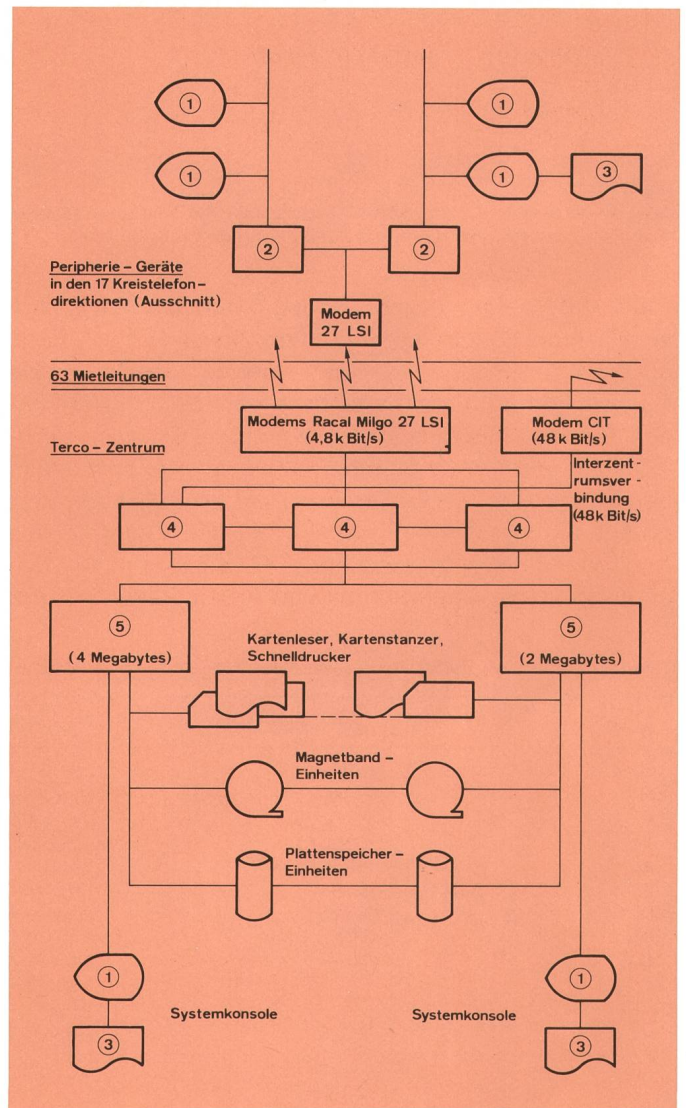 ①
①
①
①
③
②
②
Peripherie – Geräte
in den 17 Kreistelefon–
direktionen (Ausschnitt)
Modem
27 LSI
63 Mietleitungen
Modems Racal Milgo 27 LSI
(4,8 k Bit/s)
Modem CIT
(48 k Bit/s)
Terco – Zentrum
Interzent-
rumsver-
bindung
(48k Bit/s)
④
④
④
⑤
(4 Megabytes)
⑤
(2 Megabytes)
Kartenleser, Kartenstanzer,
Schnelldrucker
Magnetband –
Einheiten
Plattenspeicher –
Einheiten
①
①
Systemkonsole
Systemkonsole
③
③